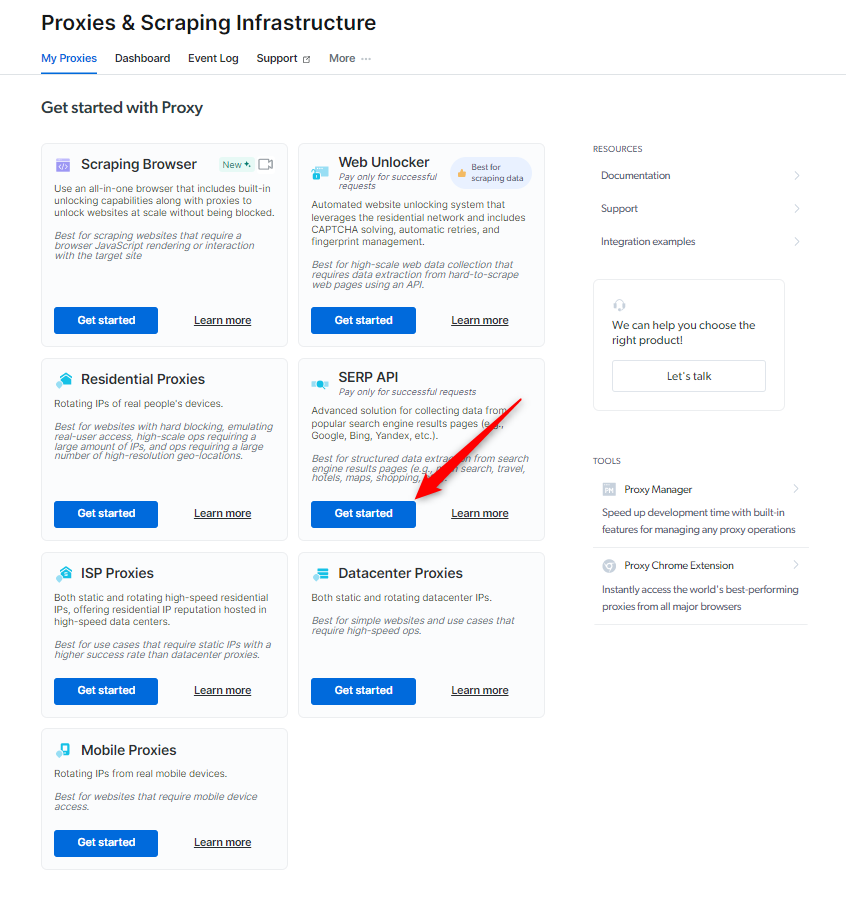 Proxies & Scraping Infrastructure
My Proxies
Dashboard
Event Log
Support
More ···
Get started with Proxy
Scraping Browser
New
Use an all-in-one browser that includes built-in
unlocking capabilities along with proxies to
unlock websites at scale without being blocked.
Best for scraping websites that require a
browser JavaScript rendering or interaction
with the target site
Get started
Learn more
Web Unlocker
Pay only for successful
requests
Best for
scraping data
Automated website unlocking system that
leverages the residential network and includes
CAPTCHA solving, automatic retries, and
fingerprint management.
Best for high-scale web data collection that
requires data extraction from hard-to-scrape
web pages using an API.
Get started
Learn more
Residential Proxies
Rotating IPs of real people's devices.
Best for websites with hard blocking, emulating
real-user access, high-scale ops requiring a
large amount of IPs, and ops requiring a large
number of high-resolution geo-locations.
Get started
Learn more
SERP API
Pay only for successful requests
Advanced solution for collecting data from
popular search engine results pages (e.g.,
Google, Bing, Yandex, etc.).
Best for structured data extraction from search
engine results pages (e.g., search, travel,
hotels, maps, shopping,
Get started
Learn more
ISP Proxies
Both static and rotating high-speed residential
IPs, offering residential IP reputation hosted in
high-speed data centers.
Best for use cases that require static IPs with a
higher success rate than datacenter proxies.
Get started
Learn more
Datacenter Proxies
Both static and rotating datacenter IPs.
Best for simple websites and use cases that
require high-speed ops.
Get started
Learn more
Mobile Proxies
Rotating IPs from real mobile devices.
Best for websites that require mobile device
access.
Get started
Learn more
RESOURCES
Documentation
Support
Integration examples
We can help you choose the
right product!
Let's talk
TOOLS
PM
Proxy Manager
Speed up development time with built-in
features for managing any proxy operations
Proxy Chrome Extension
Instantly access the world's best-performing
proxies from all major browsers